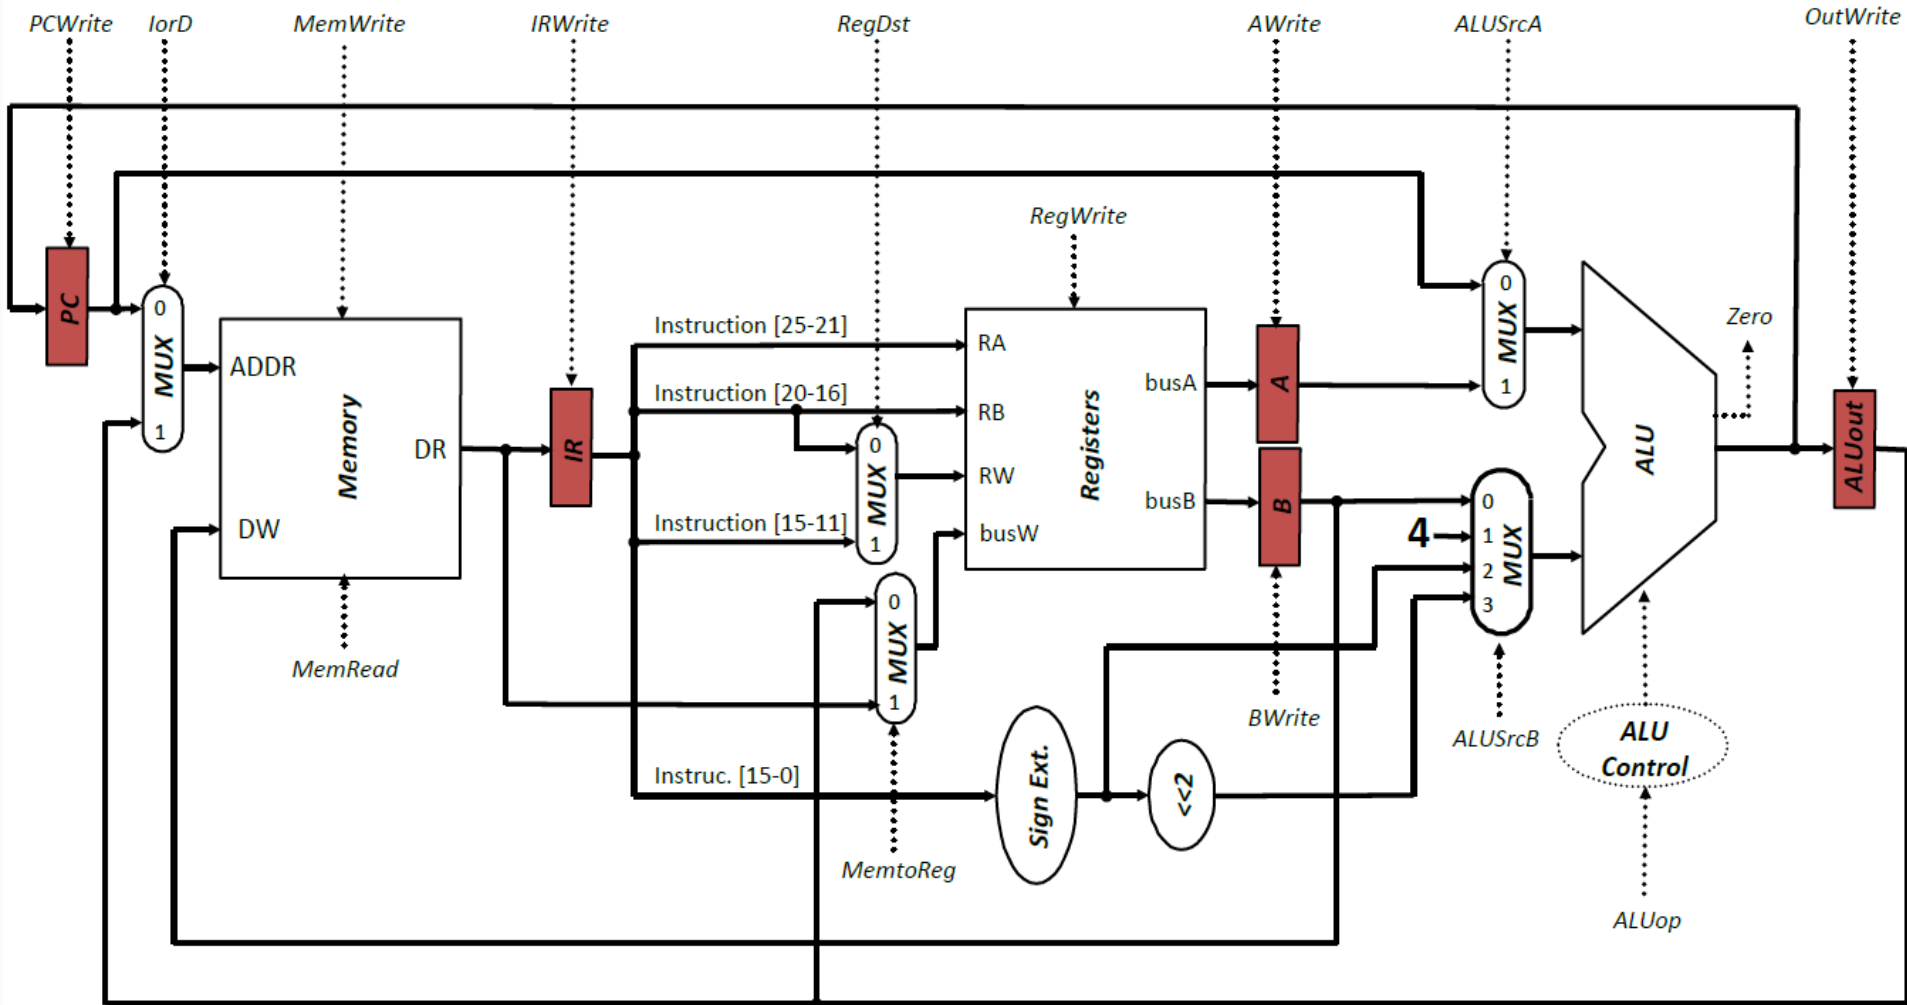 PCWrite
IorD
MemWrite
IRWrite
RegDst
AWrite
ALUSrcA
OutWrite
RegWrite
PC
0
MUX
1
ADDR
Memory
DR
DW
MemRead
IR
Instruction [25-21]
Instruction [20-16]
Instruction [15-11]
Instruc. [15-0]
0
MUX
1
0
MUX
1
MemtoReg
RA
RB
RW
busW
Registers
busA
busB
A
B
BWrite
Sign Ext.
<<2
0
MUX
1
0
4
1
2
3
MUX
ALUSrcB
ALU
Zero
ALU
Control
ALUop
ALUout